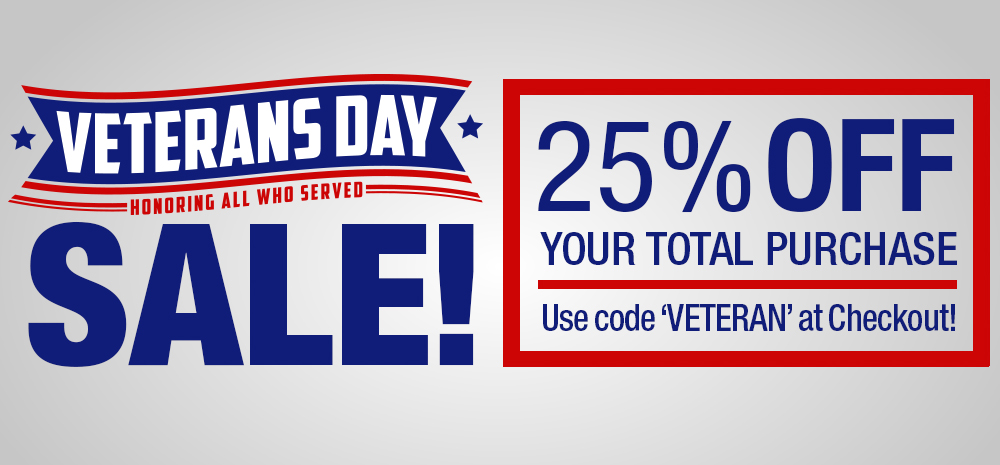 VETERANS DAY
HONORING ALL WHO SERVED
SALE!
25% OFF
YOUR TOTAL PURCHASE
Use code ‘VETERAN’ at Checkout!